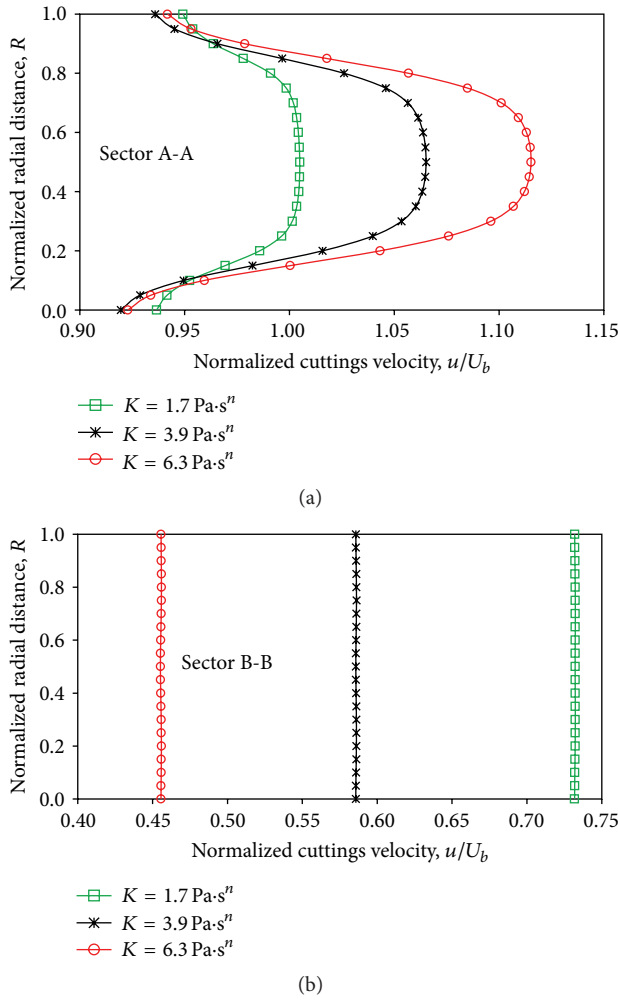 1.0
0.8
0.6
0.4
0.2
0.0
Normalized radial distance, R
Sector A-A
0.90 0.95 1.00 1.05 1.10 1.15
Normalized cuttings velocity, u/U_b
K = 1.7 Pa·s^n
K = 3.9 Pa·s^n
K = 6.3 Pa·s^n
(a)
1.0
0.8
0.6
0.4
0.2
0.0
Normalized radial distance, R
Sector B-B
0.40 0.45 0.50 0.55 0.60 0.65 0.70 0.75
Normalized cuttings velocity, u/U_b
K = 1.7 Pa·s^n
K = 3.9 Pa·s^n
K = 6.3 Pa·s^n
(b)